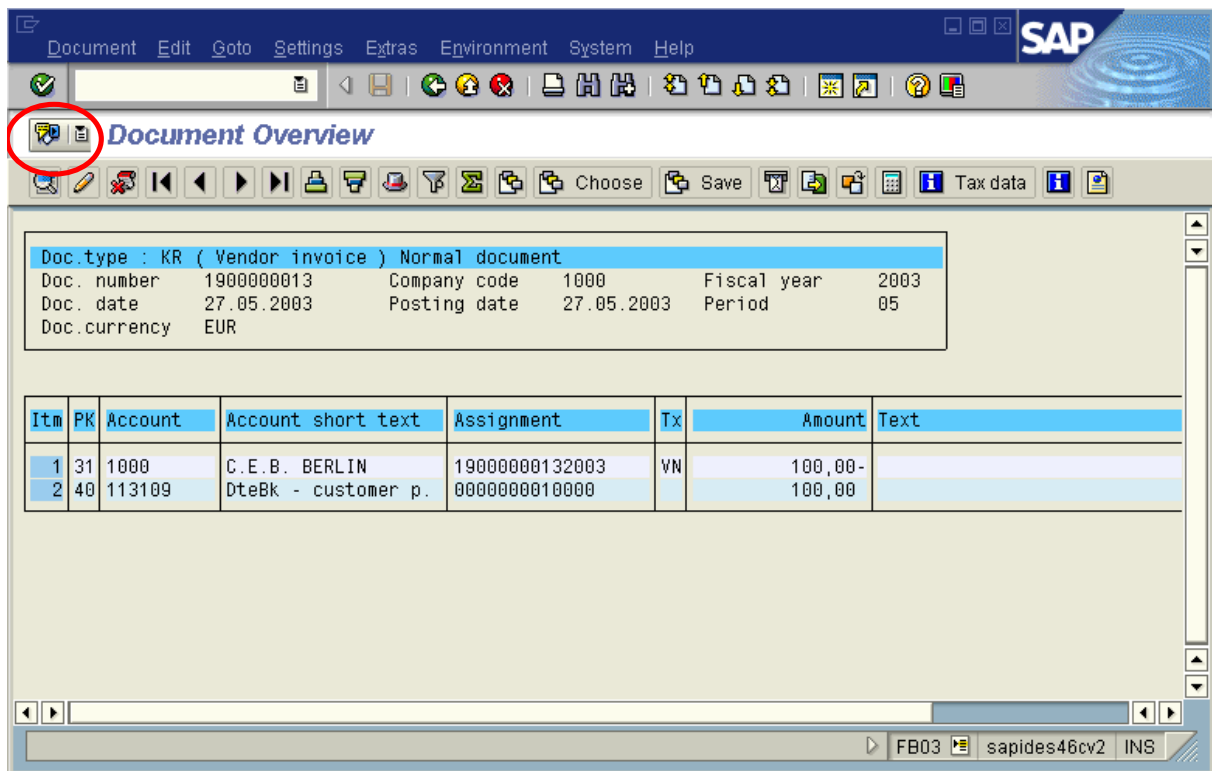 Document Edit Goto Settings Extras Environment System Help
SAP
Document Overview
Choose Save Tax data
Doc.type : KR ( Vendor invoice ) Normal document
Doc. number 1900000013 Company code 1000 Fiscal year 2003
Doc. date 27.05.2003 Posting date 27.05.2003 Period 05
Doc.currency EUR
Itm PK Account Account short text Assignment Tx Amount Text
1 31 1000 C.E.B. BERLIN 19000000132003 VN 100,00-
2 40 113109 DteBk - customer p. 0000000010000 100,00
FB03 sapides46cv2 INS